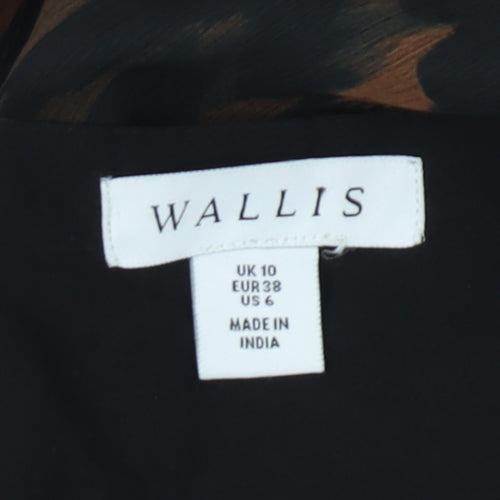 WALLIS
UK 10
EUR 38
US 6
MADE IN
INDIA